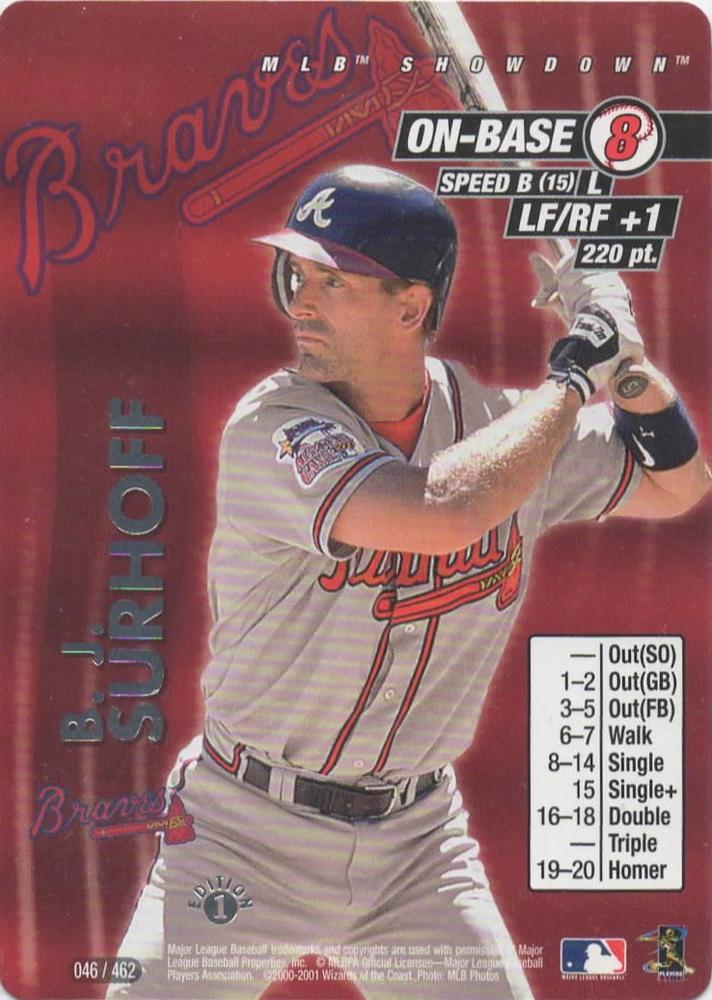 Braves
MLB™ SHOWDOWN™
ON-BASE 8
SPEED B (15) L
LF/RF +1
220 pt.
A
B. J.
SURHOFF
— Out(SO)
1–2 Out(GB)
3–5 Out(FB)
6–7 Walk
8–14 Single
15 Single+
16–18 Double
— Triple
19–20 Homer
Braves
EDITION
1
046 / 462
Major League Baseball trademarks and copyrights are used with permission of Major
League Baseball Properties, Inc. © MLBPA Official Licensee—Major League Baseball
Players Association. ©2000-2001 Wizards of the Coast. Photo: MLB Photos
MAJOR LEAGUE BASEBALL
PLAYERS